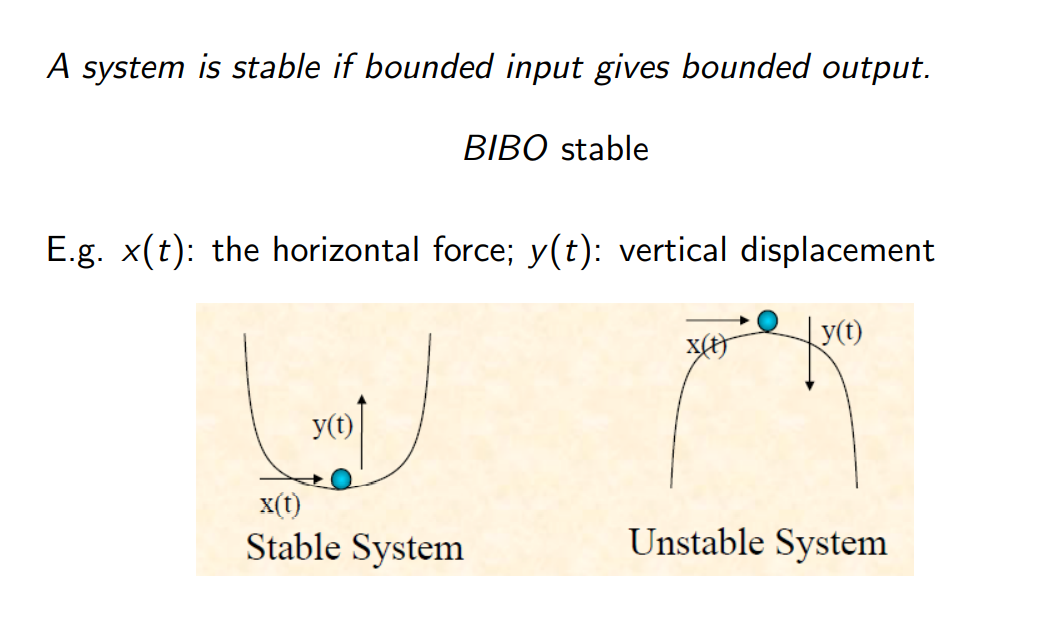 A system is stable if bounded input gives bounded output.
BIBO stable
E.g. x(t): the horizontal force; y(t): vertical displacement
x(t)
y(t)
y(t)
x(t)
Stable System
Unstable System